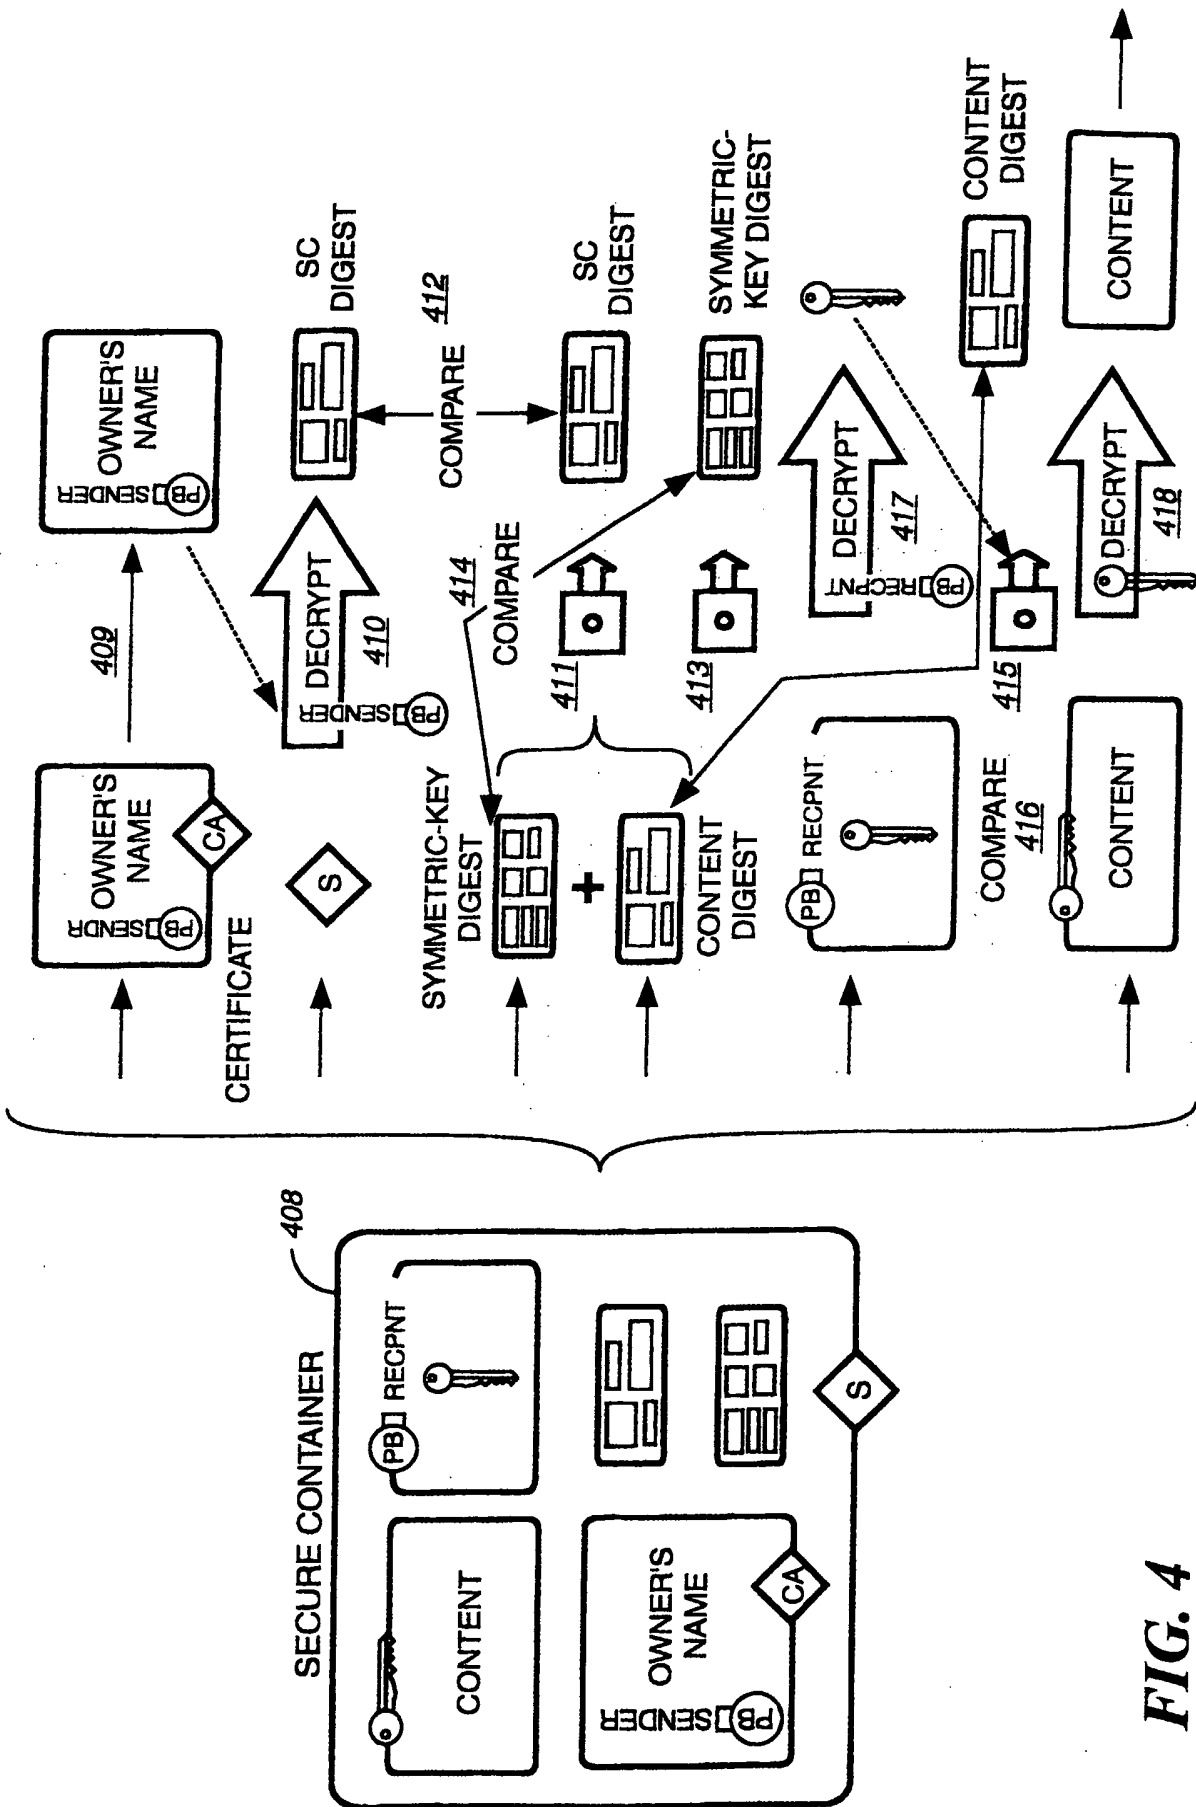 SECURE CONTAINER
408
CONTENT
PB RECPNT
PB SENDER
OWNER'S
NAME
CA
S
PB SENDR
OWNER'S
NAME
CA
CERTIFICATE
409
PB SENDER
OWNER'S
NAME
S
DECRYPT
PB SENDER
410
SC
DIGEST
COMPARE
412
SYMMETRIC-KEY
DIGEST
+
CONTENT
DIGEST
414
COMPARE
411
SC
DIGEST
413
SYMMETRIC-
KEY DIGEST
PB RECPNT
DECRYPT
PB RECPNT
417
COMPARE
416
415
CONTENT
DIGEST
CONTENT
DECRYPT
418
CONTENT
FIG. 4